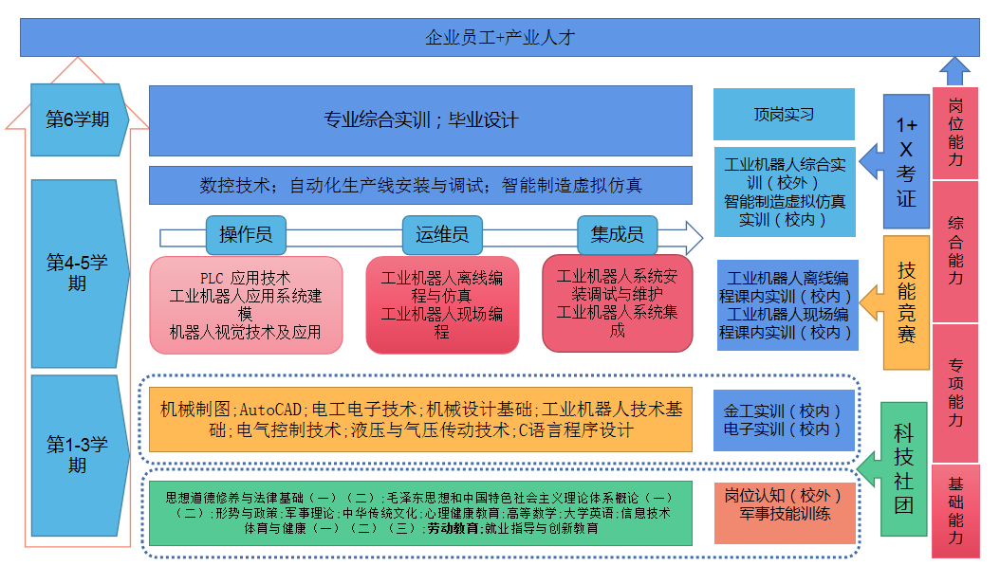 企业员工+产业人才
第6学期
专业综合实训；毕业设计
顶岗实习
1+
X
考
证
岗
位
能
力
数控技术；自动化生产线安装与调试；智能制造虚拟仿真
工业机器人综合实
训（校外）
智能制造虚拟仿真
实训（校内）
第4-5学
期
操作员
运维员
集成员
综
合
能
力
PLC 应用技术
工业机器人应用系统建
模
机器人视觉技术及应用
工业机器人离线编
程与仿真
工业机器人现场编
程
工业机器人系统安
装调试与维护
工业机器人系统集
成
工业机器人离线编
程课内实训（校内）
工业机器人现场编
程课内实训（校内）
技
能
竞
赛
专
项
能
力
第1-3学
期
机械制图;AutoCAD;电工电子技术;机械设计基础;工业机器人技术基
础;电气控制技术;液压与气压传动技术;C语言程序设计
金工实训（校内）
电子实训（校内）
科
技
社
团
思想道德修养与法律基础（一）（二）;毛泽东思想和中国特色社会主义理论体系概论（一）
（二）;形势与政策;军事理论;中华传统文化;心理健康教育;高等数学;大学英语;信息技术
体育与健康（一）（二）（三）;劳动教育;就业指导与创新教育
岗位认知（校外）
军事技能训练
基
础
能
力